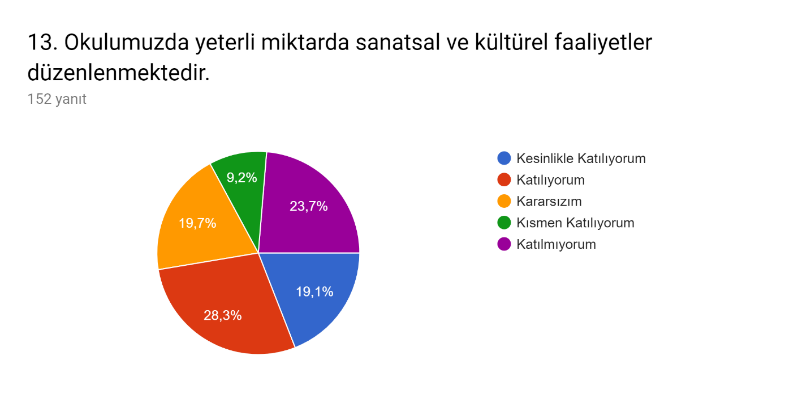 13. Okulumuzda yeterli miktarda sanatsal ve kültürel faaliyetler
düzenlenmektedir.
152 yanıt
9,2%
23,7%
19,7%
19,1%
28,3%
Kesinlikle Katılıyorum
Katılıyorum
Kararsızım
Kısmen Katılıyorum
Katılmıyorum